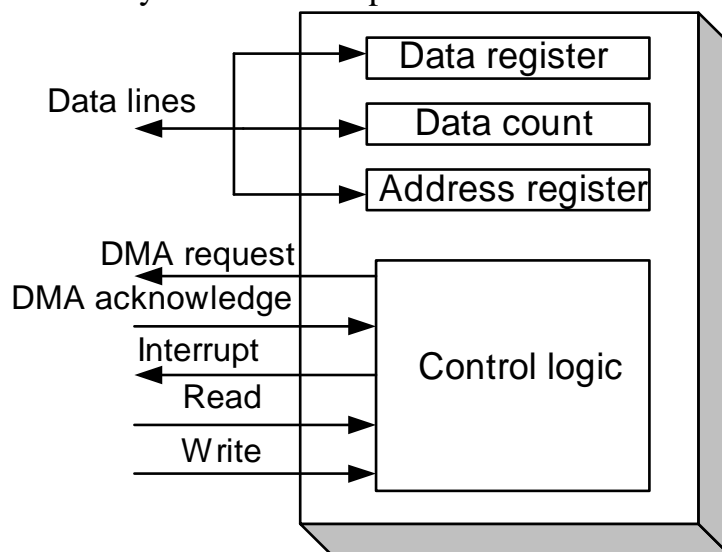 Data register
Data lines
Data count
Address register
DMA request
DMA acknowledge
Interrupt
Control logic
Read
Write